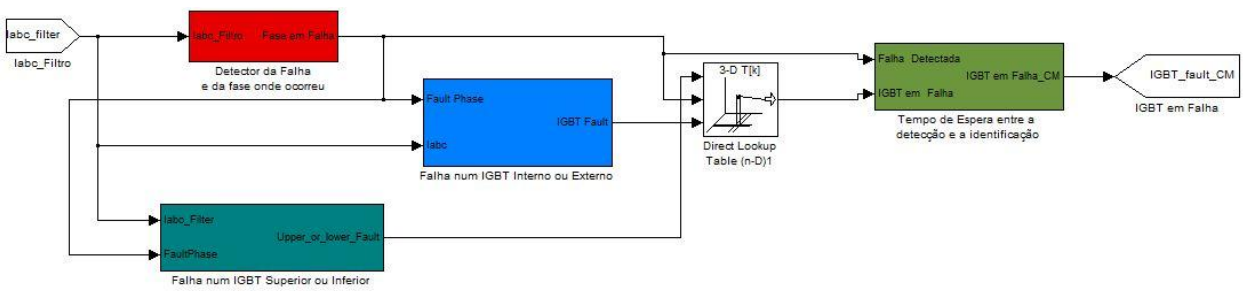 Iabc_filter
Iabc_Filtro
Iabc_Filtro
Fase em Falha
Detector da Falha
e da fase onde ocorreu
Fault Phase
IGBT Fault
Iabc
Falha num IGBT Interno ou Externo
Iabc_Filter
Upper_or_lower_Fault
FaultPhase
Falha num IGBT Superior ou Inferior
3-D T[k]
Direct Lookup
Table (n-D)1
Falha Detectada
IGBT em Falha_CM
IGBT em Falha
Tempo de Espera entre a
detecção e a identificação
IGBT_fault_CM
IGBT em Falha